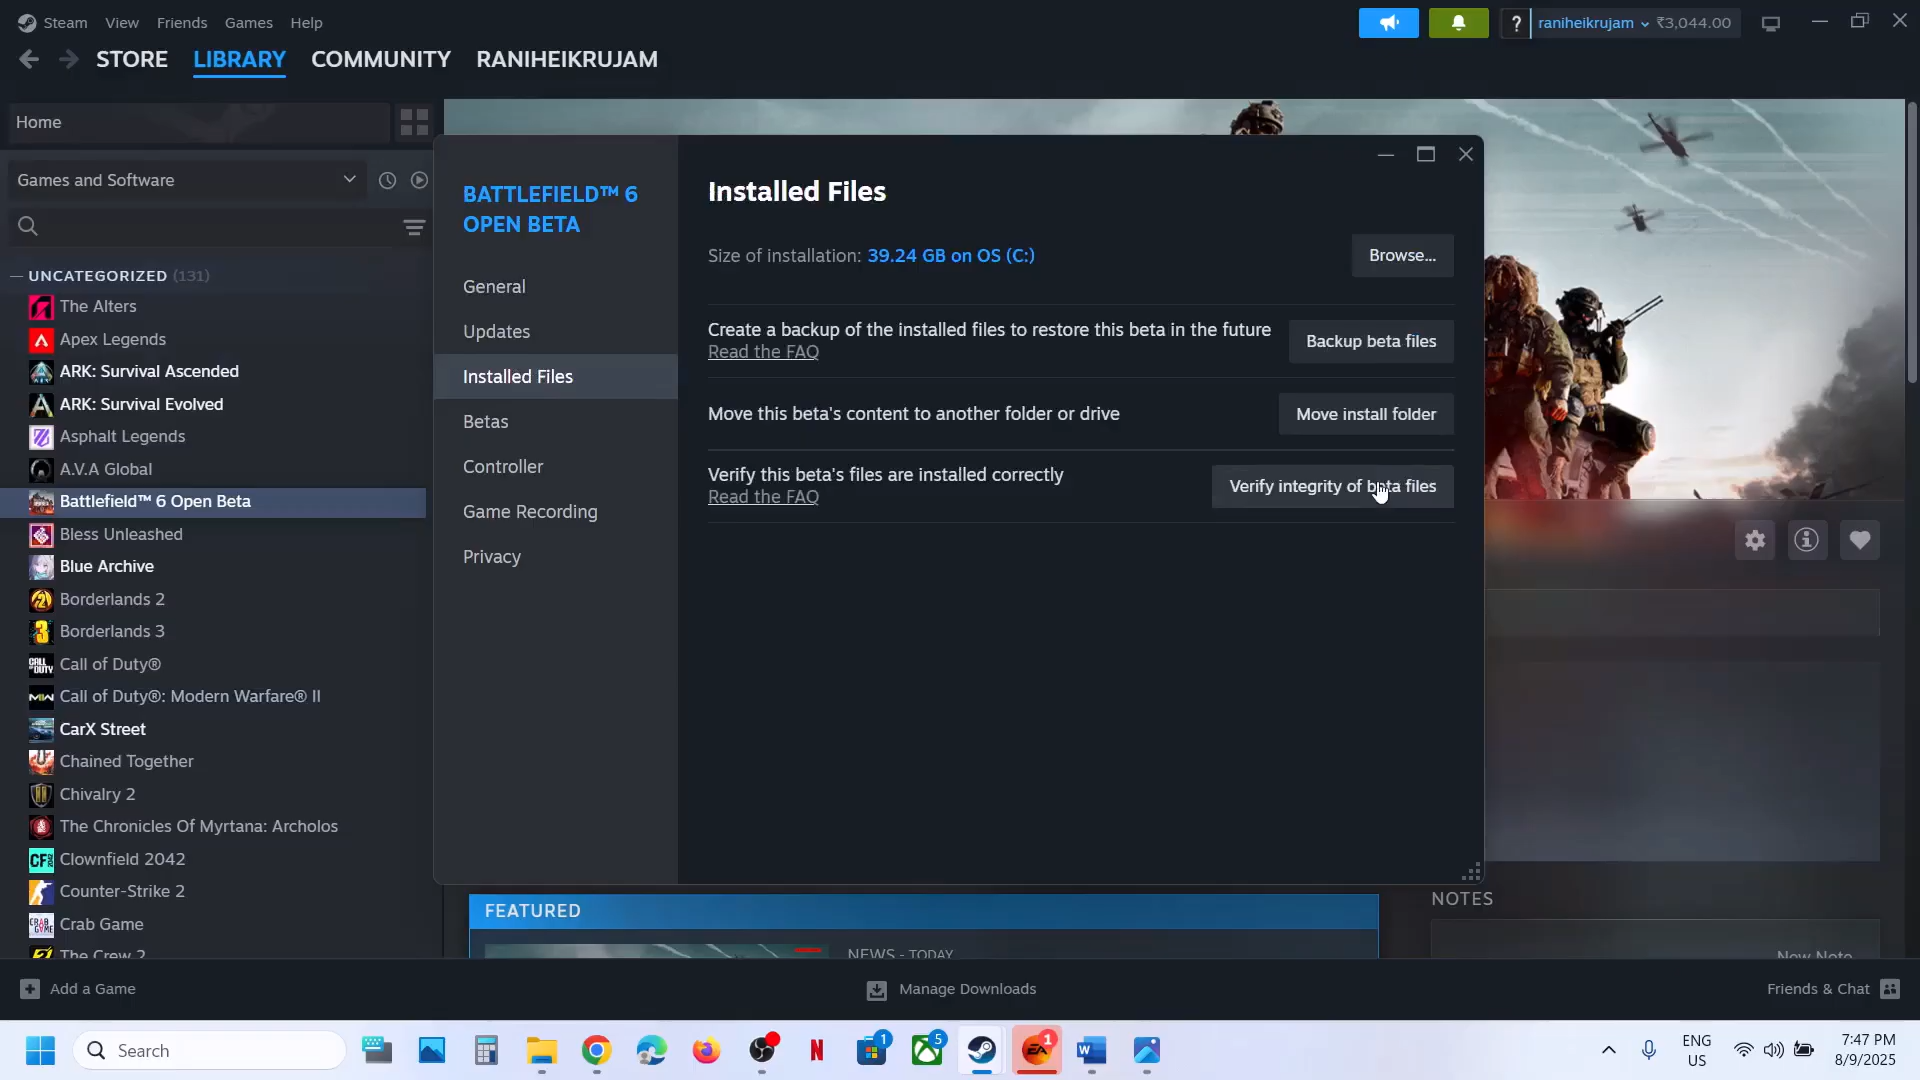 Steam View Friends Games Help
? raniheikrujam ₹3,044.00
STORE LIBRARY COMMUNITY RANIHEIKRUJAM
Home
Games and Software
UNCATEGORIZED (131)
The Alters
Apex Legends
ARK: Survival Ascended
ARK: Survival Evolved
Asphalt Legends
A.V.A Global
Battlefield™ 6 Open Beta
Bless Unleashed
Blue Archive
Borderlands 2
Borderlands 3
Call of Duty®
Call of Duty®: Modern Warfare® II
CarX Street
Chained Together
Chivalry 2
The Chronicles Of Myrtana: Archolos
Clownfield 2042
Counter-Strike 2
Crab Game
The Crew 2
BATTLEFIELD™ 6
OPEN BETA
General
Updates
Installed Files
Betas
Controller
Game Recording
Privacy
Installed Files
Size of installation: 39.24 GB on OS (C:)
Browse...
Create a backup of the installed files to restore this beta in the future
Read the FAQ
Backup beta files
Move this beta's content to another folder or drive
Move install folder
Verify this beta's files are installed correctly
Read the FAQ
Verify integrity of beta files
FEATURED
NEWS - TODAY
NOTES
New Note
Add a Game
Manage Downloads
Friends & Chat
Search
1
5
1
ENG
US
7:47 PM
8/9/2025